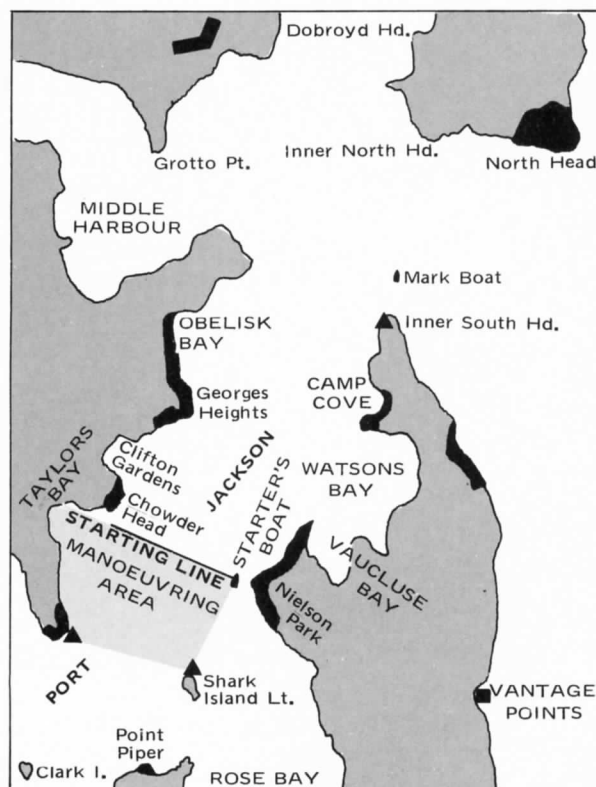 Dobroyd Hd.
Grotto Pt.
Inner North Hd.
North Head
MIDDLE
HARBOUR
Mark Boat
OBELISK
BAY
Inner South Hd.
Georges
Heights
CAMP
COVE
TAYLORS
BAY
Clifton
Gardens
Chowder
Head
JACKSON
STARTER'S
BOAT
WATSONS
BAY
STARTING LINE
MANOEUVRING
AREA
VAUCLUSE
BAY
Nielson
Park
PORT
Shark
Island Lt.
VANTAGE
POINTS
Point
Piper
Clark I.
ROSE BAY